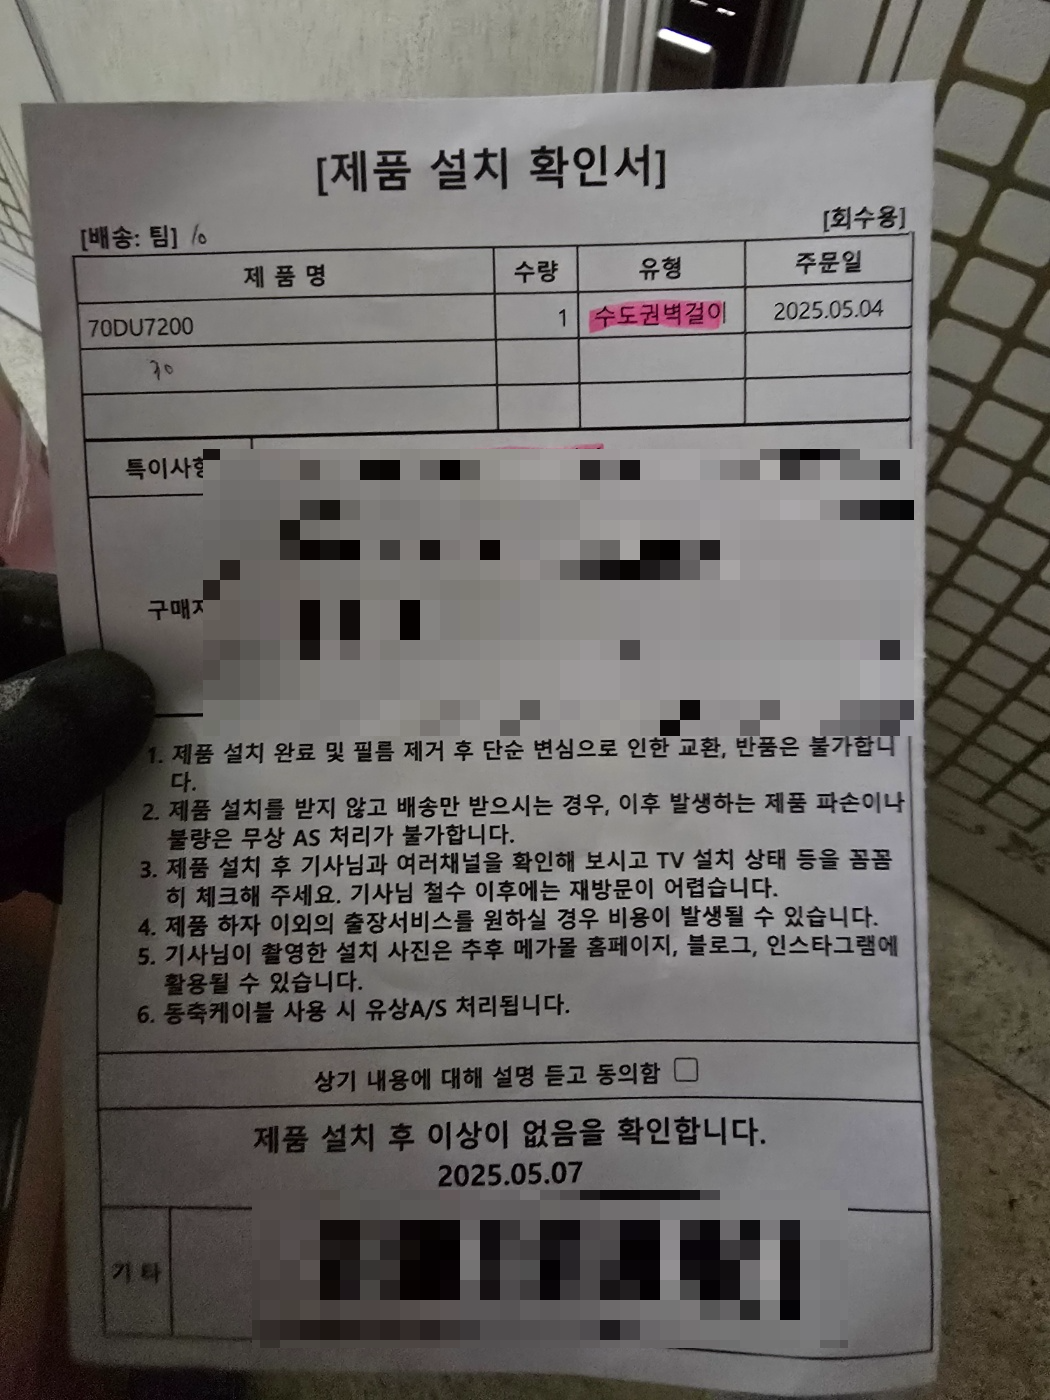 [제품 설치 확인서]
[배송: 팀] 10
[회수용]
제 품 명 수량 유형 주문일
70DU7200 1 수도권벽걸이 2025.05.04
70
특이사항
구매자
1. 제품 설치 완료 및 필름 제거 후 단순 변심으로 인한 교환, 반품은 불가합니
다.
2. 제품 설치를 받지 않고 배송만 받으시는 경우, 이후 발생하는 제품 파손이나
불량은 무상 AS 처리가 불가합니다.
3. 제품 설치 후 기사님과 여러채널을 확인해 보시고 TV 설치 상태 등을 꼼꼼
히 체크해 주세요. 기사님 철수 이후에는 재방문이 어렵습니다.
4. 제품 하자 이외의 출장서비스를 원하실 경우 비용이 발생될 수 있습니다.
5. 기사님이 촬영한 설치 사진은 추후 메가몰 홈페이지, 블로그, 인스타그램에
활용될 수 있습니다.
6. 동축케이블 사용 시 유상A/S 처리됩니다.
상기 내용에 대해 설명 듣고 동의함
제품 설치 후 이상이 없음을 확인합니다.
2025.05.07
기 타